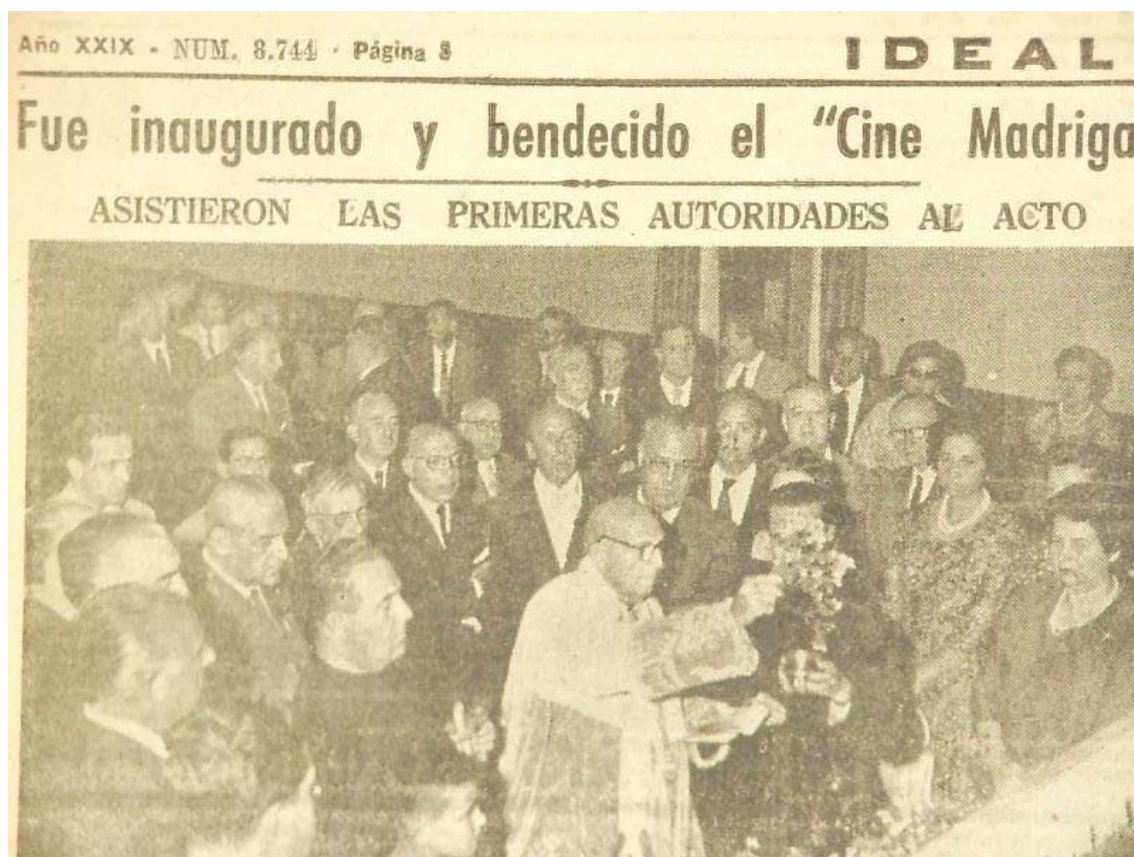 Año XXIX - NUM. 8.744 - Página 3
IDEAL
Fue inaugurado y bendecido el "Cine Madriga
ASISTIERON LAS PRIMERAS AUTORIDADES AL ACTO